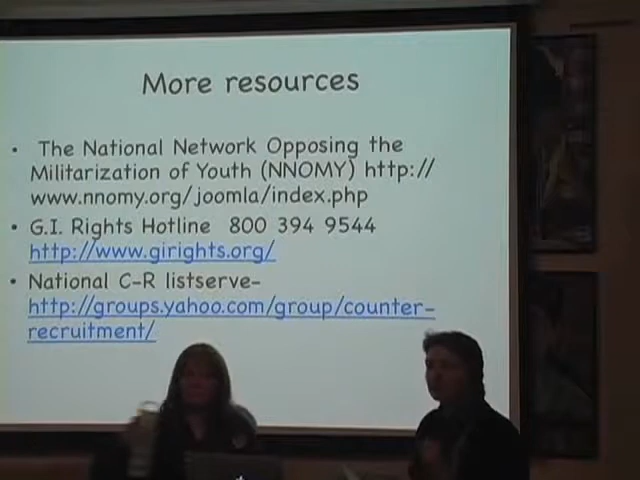 More resources
• The National Network Opposing the
Militarization of Youth (NNOMY) http://
www.nnomy.org/joomla/index.php
• G.I. Rights Hotline 800 394 9544
http://www.girights.org/
• National C-R listserve-
http://groups.yahoo.com/group/counter-
recruitment/